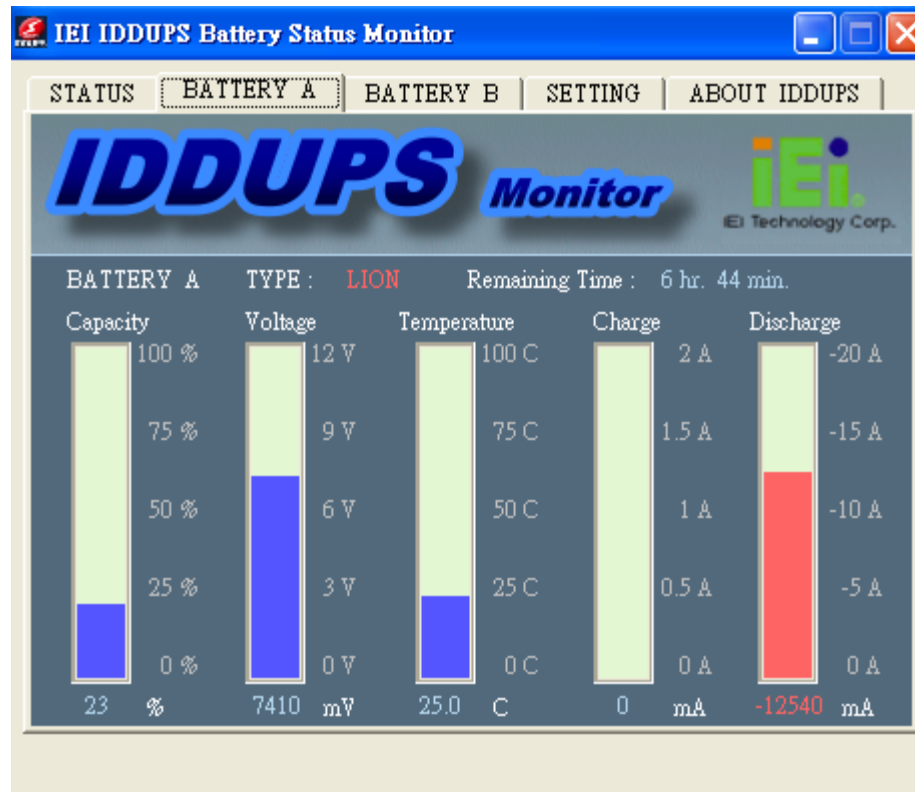 IEI IDDUPS Battery Status Monitor
STATUS BATTERY A BATTERY B SETTING ABOUT IDDUPS
IDDUPS Monitor
iEi
IEI Technology Corp.
BATTERY A TYPE : LION Remaining Time : 6 hr. 44 min.
Capacity Voltage Temperature Charge Discharge
100 % 12 V 100 C 2 A -20 A
75 % 9 V 75 C 1.5 A -15 A
50 % 6 V 50 C 1 A -10 A
25 % 3 V 25 C 0.5 A -5 A
0 % 0 V 0 C 0 A 0 A
23 % 7410 mV 25.0 C 0 mA -12540 mA